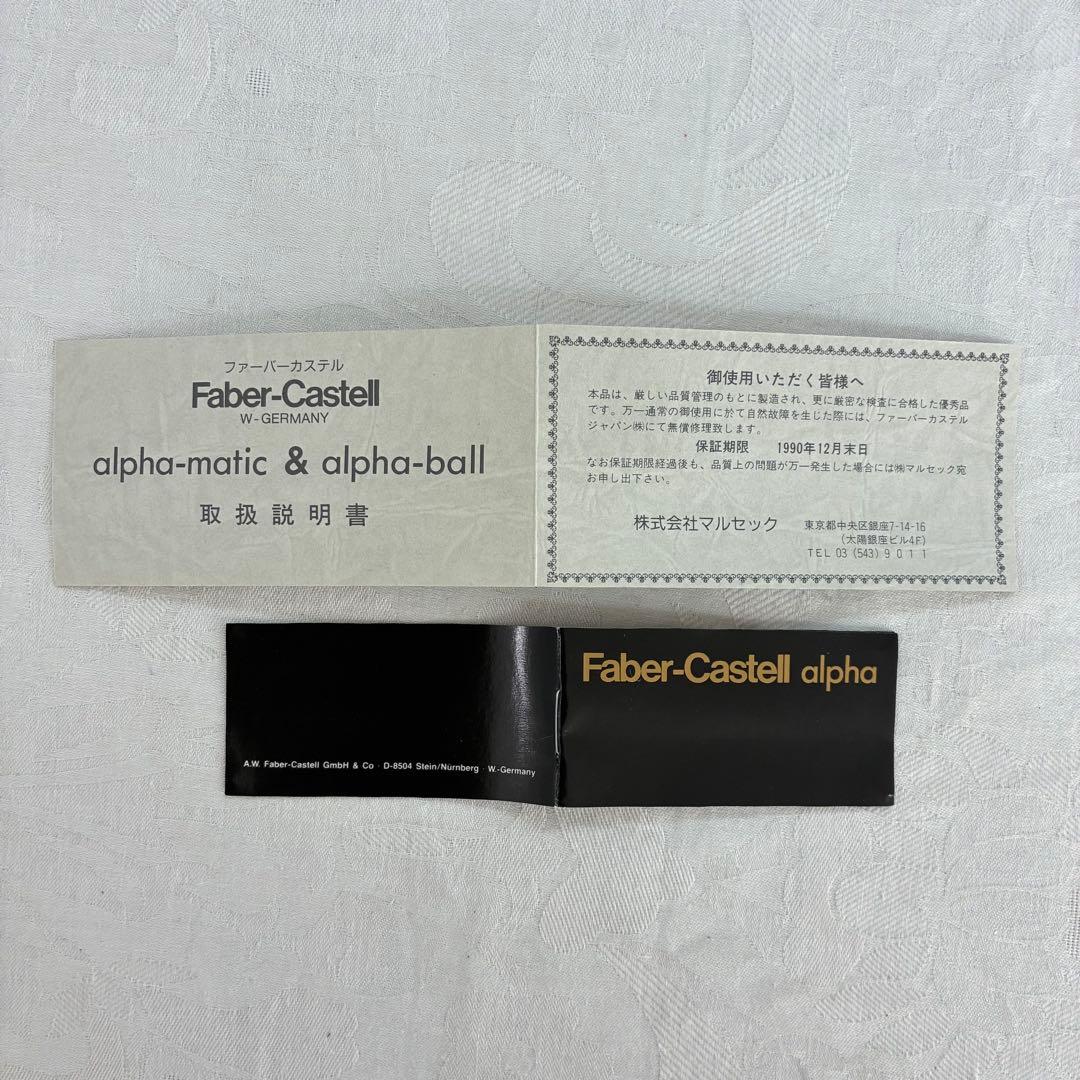 ファーバーカステル
Faber-Castell
W-GERMANY
alpha-matic & alpha-ball
取扱説明書
御使用いただく皆様へ
本品は、厳しい品質管理のもとに製造され、更に厳密な検査に合格した優秀品
です。万一通常の御使用に於て自然故障を生じた際には、ファーバーカステル
ジャパン㈱にて無償修理致します。
保証期限 1990年12月末日
なお保証期限経過後も、品質上の問題が万一発生した場合には㈱マルセック宛
お申し出下さい。
株式会社マルセック 東京都中央区銀座7-14-16
(太陽銀座ビル4F)
TEL 03 (543) 9011
Faber-Castell alpha
A.W. Faber-Castell GmbH & Co · D-8504 Stein/Nürnberg · W.-Germany